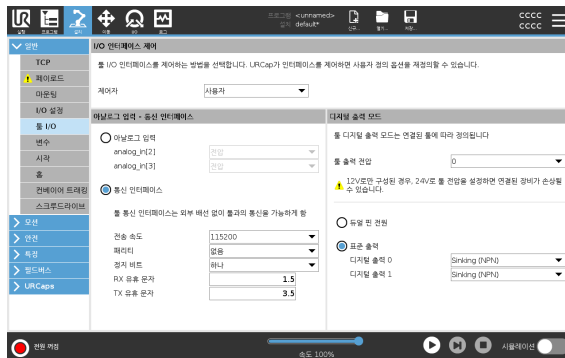 실행 프로그램 설치 이동 I/O 로그
프로그램 <unnamed>
설치 default*
신규... 열기... 저장...
cccc
cccc
일반
TCP
페이로드
마운팅
I/O 설정
툴 I/O
변수
시작
홈
컨베이어 트래킹
스크루드라이브
모션
안전
특징
필드버스
URCaps
I/O 인터페이스 제어
툴 I/O 인터페이스를 제어하는 방법을 선택합니다. URCap가 인터페이스를 제어하면 사용자 정의 옵션을 재정의할 수 있습니다.
제어자 사용자
아날로그 입력 - 통신 인터페이스
아날로그 입력
analog_in[2] 전압
analog_in[3] 전압
통신 인터페이스
툴 통신 인터페이스는 외부 배선 없이 툴과의 통신을 가능하게 함
전송 속도 115200
패리티 없음
정지 비트 하나
RX 유휴 문자 1.5
TX 유휴 문자 3.5
디지털 출력 모드
툴 디지털 출력 모드는 연결된 툴에 따라 정의됩니다
툴 출력 전압 0
12V로만 구성된 경우, 24V로 툴 전압을 설정하면 연결된 장비가 손상될
수 있습니다.
듀얼 핀 전원
표준 출력
디지털 출력 0 Sinking (NPN)
디지털 출력 1 Sinking (NPN)
전원 꺼짐
속도 100%
시뮬레이션